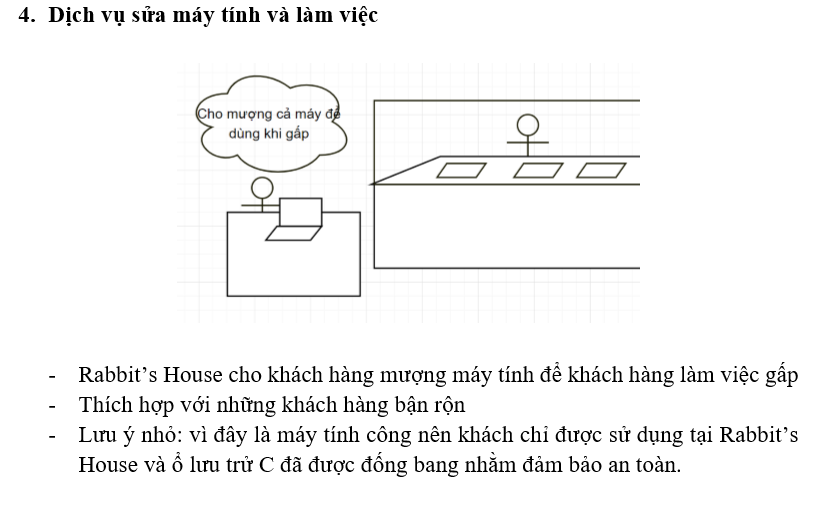 4. Dịch vụ sửa máy tính và làm việc
Cho mượng cả máy để
dùng khi gấp
- Rabbit’s House cho khách hàng mượng máy tính để khách hàng làm việc gấp
- Thích hợp với những khách hàng bận rộn
- Lưu ý nhỏ: vì đây là máy tính công nên khách chỉ được sử dụng tại Rabbit’s
House và ổ lưu trử C đã được đống bang nhằm đảm bảo an toàn.